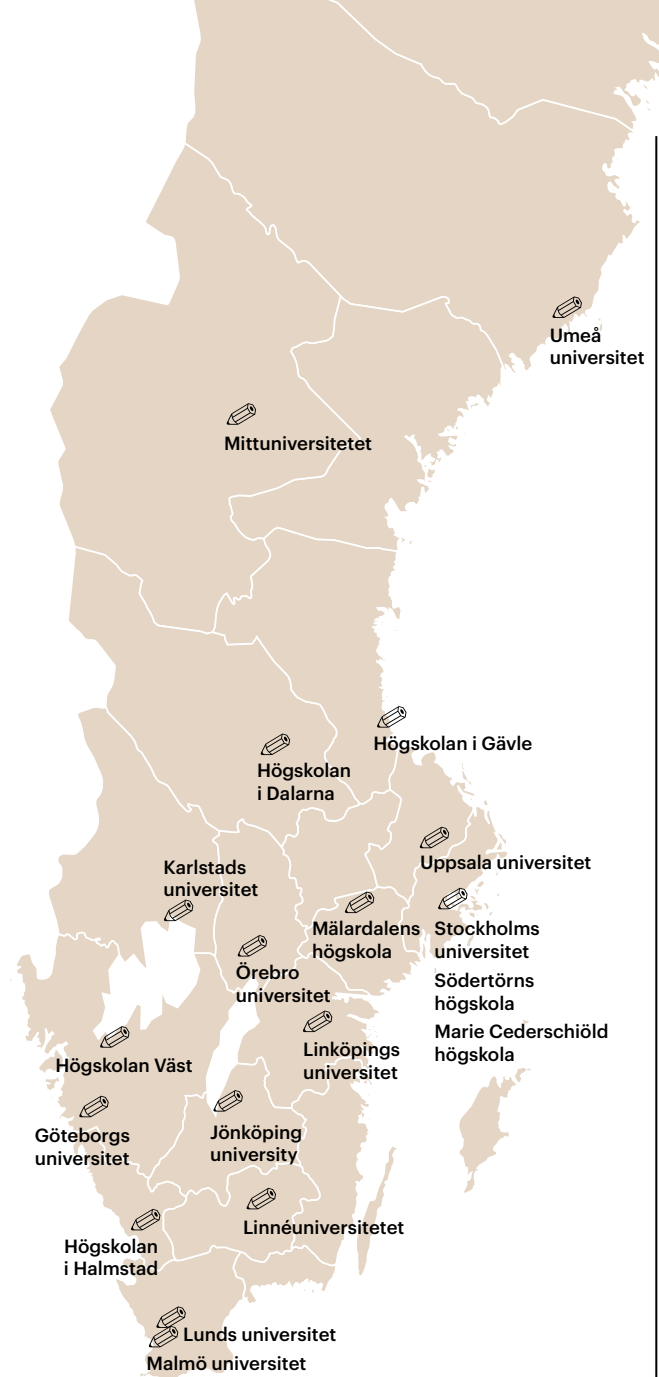 Umeå
universitet
Mittuniversitetet
Högskolan i Gävle
Högskolan
i Dalarna
Uppsala universitet
Karlstads
universitet
Mälardalens
högskola
Stockholms
universitet
Södertörns
högskola
Marie Cederschiöld
högskola
Örebro
universitet
Linköpings
universitet
Högskolan Väst
Göteborgs
universitet
Jönköping
university
Linnéuniversitetet
Högskolan
i Halmstad
Lunds universitet
Malmö universitet